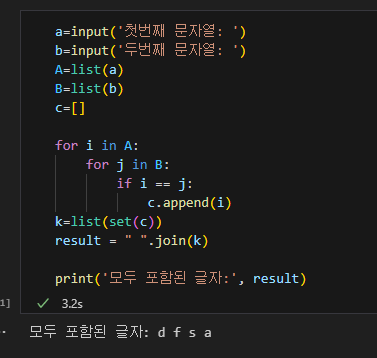 a=input('첫번째 문자열: ')
b=input('두번째 문자열: ')
A=list(a)
B=list(b)
c=[]
for i in A:
for j in B:
if i == j:
c.append(i)
k=list(set(c))
result = " ".join(k)
print('모두 포함된 글자:', result)
1]
3.2s
모두 포함된 글자: d f s a